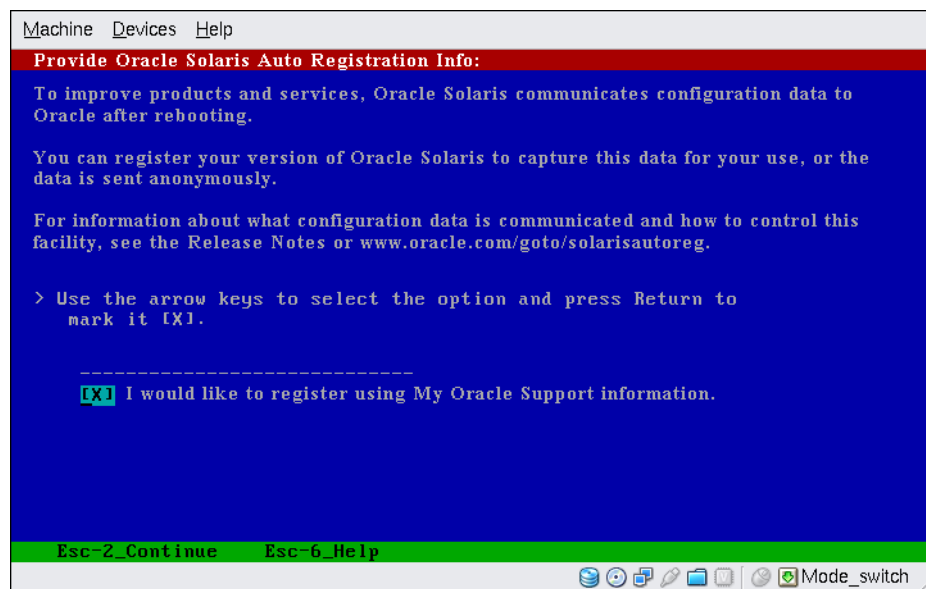 Machine Devices Help
Provide Oracle Solaris Auto Registration Info:
To improve products and services, Oracle Solaris communicates configuration data to
Oracle after rebooting.
You can register your version of Oracle Solaris to capture this data for your use, or the
data is sent anonymously.
For information about what configuration data is communicated and how to control this
facility, see the Release Notes or www.oracle.com/goto/solarisautoreg.
> Use the arrow keys to select the option and press Return to
mark it [X].
_____________________________
[X] I would like to register using My Oracle Support information.
Esc-2_Continue Esc-6_Help
Mode_switch